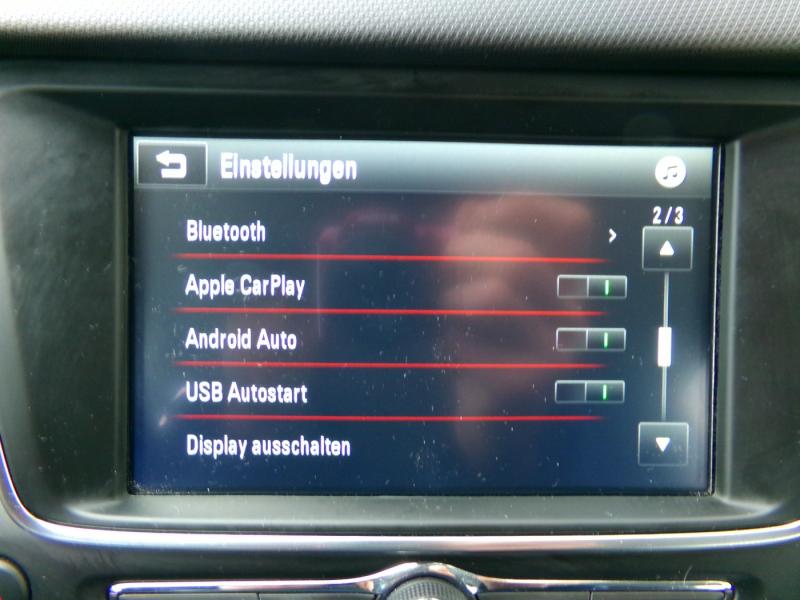 Einstellungen
2/3
Bluetooth
Apple CarPlay
Android Auto
USB Autostart
Display ausschalten